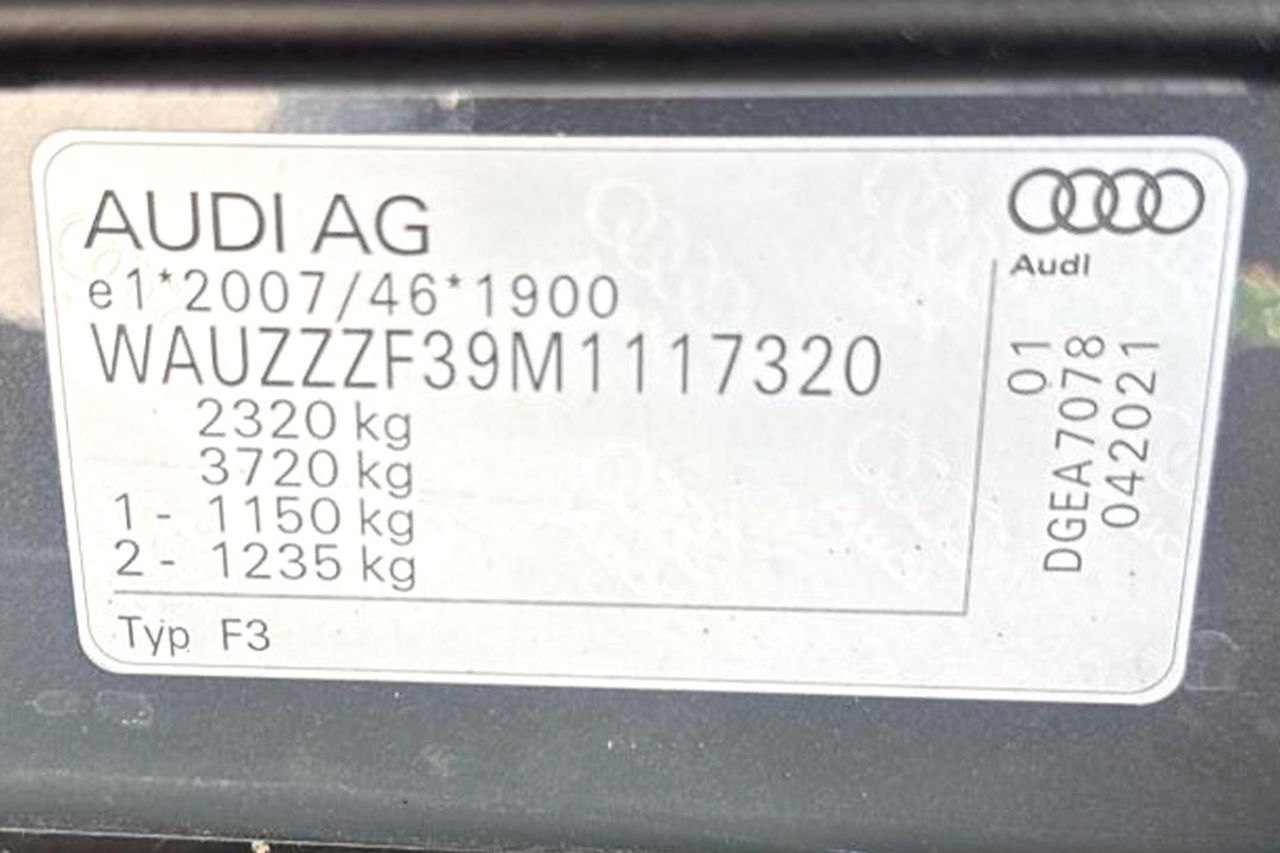 AUDI AG
e1*2007/46*1900
WAUZZZF39M1117320
2320 kg
3720 kg
1 - 1150 kg
2 - 1235 kg
Typ F3
Audi
01
DGEA7078
042021